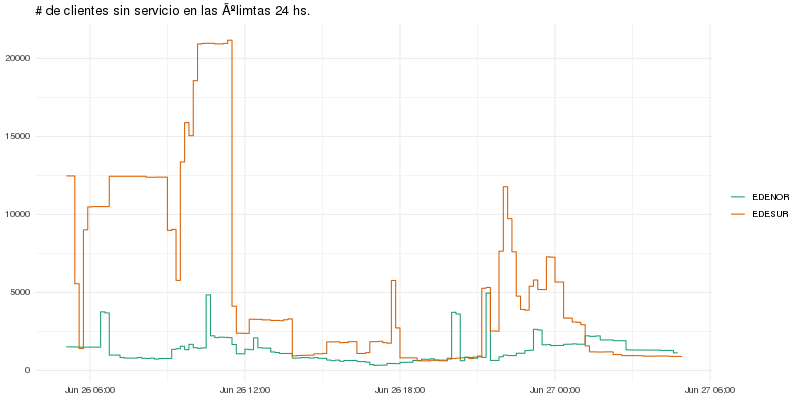 # de clientes sin servicio en las Ãºlimtas 24 hs.
20000
15000
10000
5000
0
Jun 26 06:00
Jun 26 12:00
Jun 26 18:00
Jun 27 00:00
Jun 27 06:00
EDENOR
EDESUR